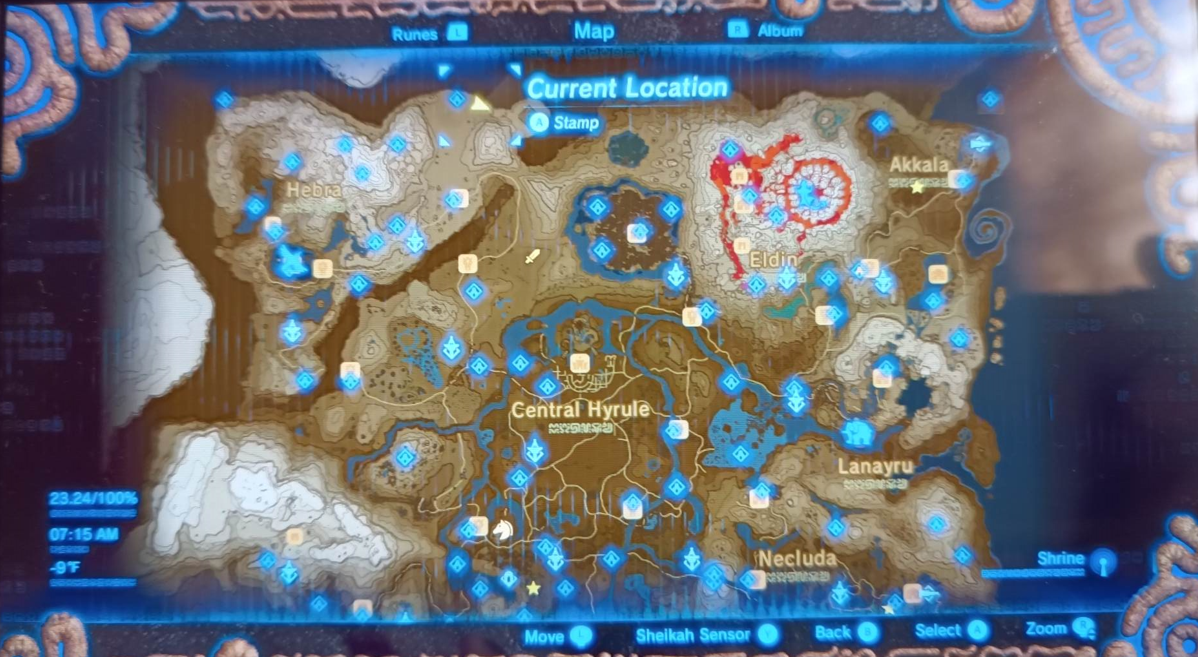 Runes L Map R Album
Current Location
A Stamp
Akkala
Hebra
Eldin
Central Hyrule
Lanayru
23.24/100%
07:15 AM
-9°F
Necluda
Shrine
Move L Sheikah Sensor Y Back B Select A Zoom R